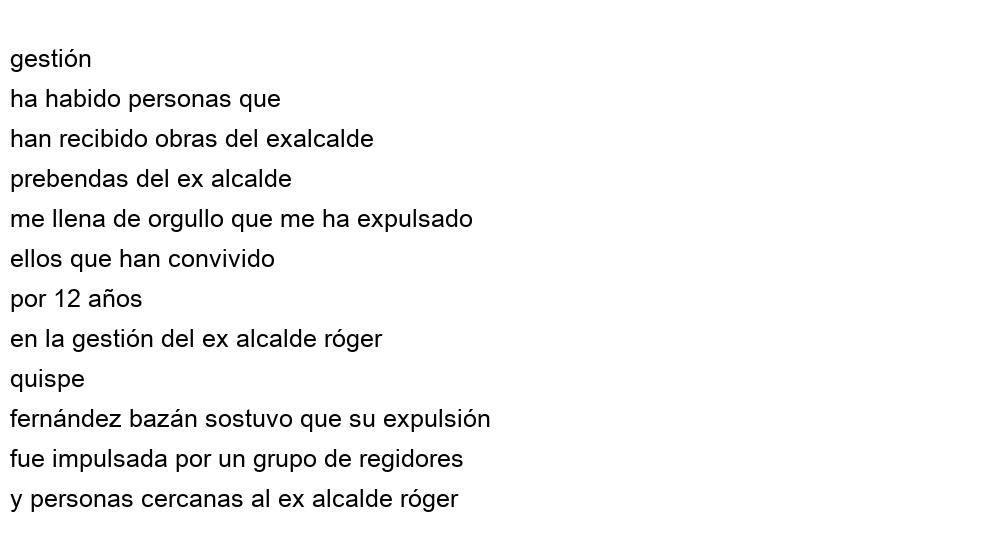 gestión
ha habido personas que
han recibido obras del exalcalde
prebendas del ex alcalde
me llena de orgullo que me ha expulsado
ellos que han convivido
por 12 años
en la gestión del ex alcalde róger
quispe
fernández bazán sostuvo que su expulsión
fue impulsada por un grupo de regidores
y personas cercanas al ex alcalde róger